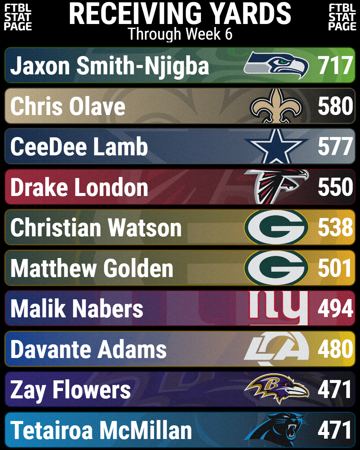 FTBL
STAT
PAGE
RECEIVING YARDS
Through Week 6
FTBL
STAT
PAGE
Jaxon Smith-Njigba 717
Chris Olave 580
CeeDee Lamb 577
Drake London 550
Christian Watson G 538
Matthew Golden G 501
Malik Nabers ny 494
Davante Adams LA 480
Zay Flowers 471
Tetairoa McMillan 471